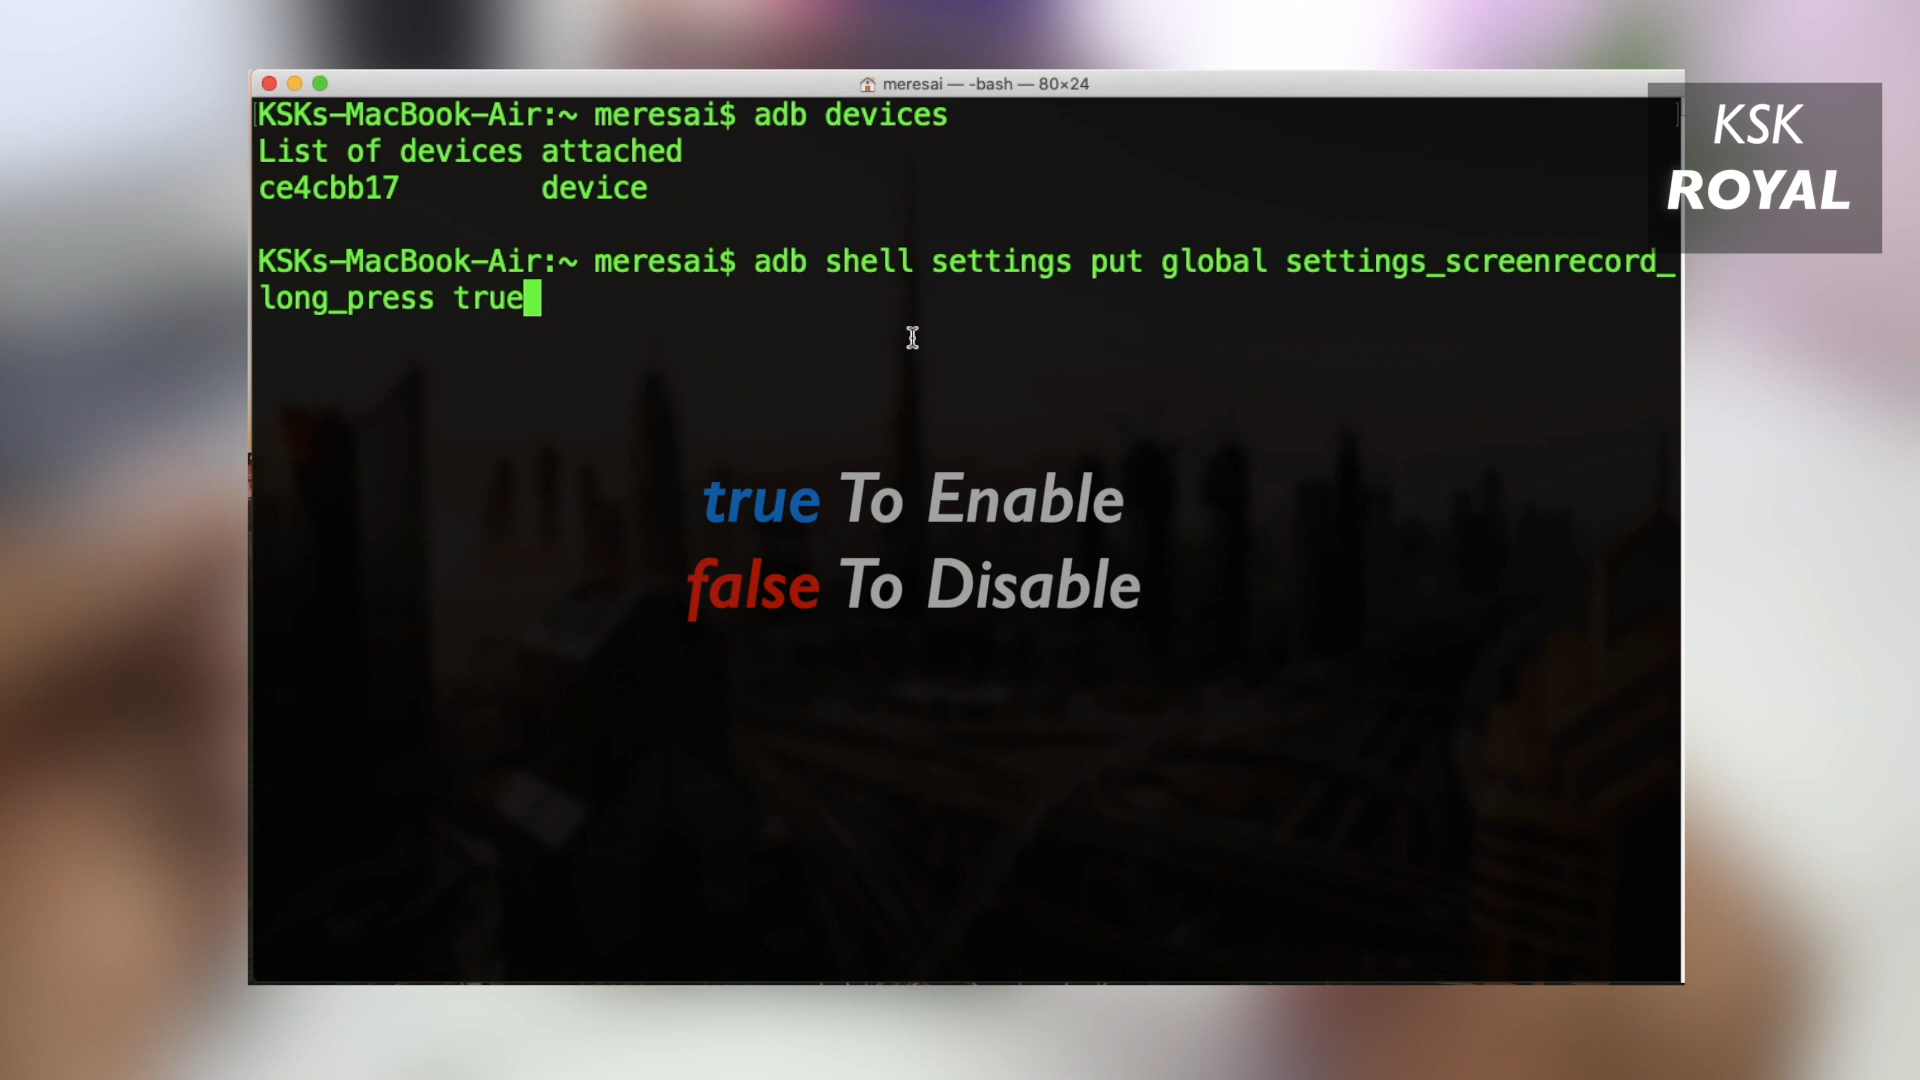 meresai — -bash — 80×24
KSKs-MacBook-Air:~ meresai$ adb devices
List of devices attached
ce4cbb17 device
KSKs-MacBook-Air:~ meresai$ adb shell settings put global settings_screenrecord_
long_press true
true To Enable
false To Disable
KSK
ROYAL